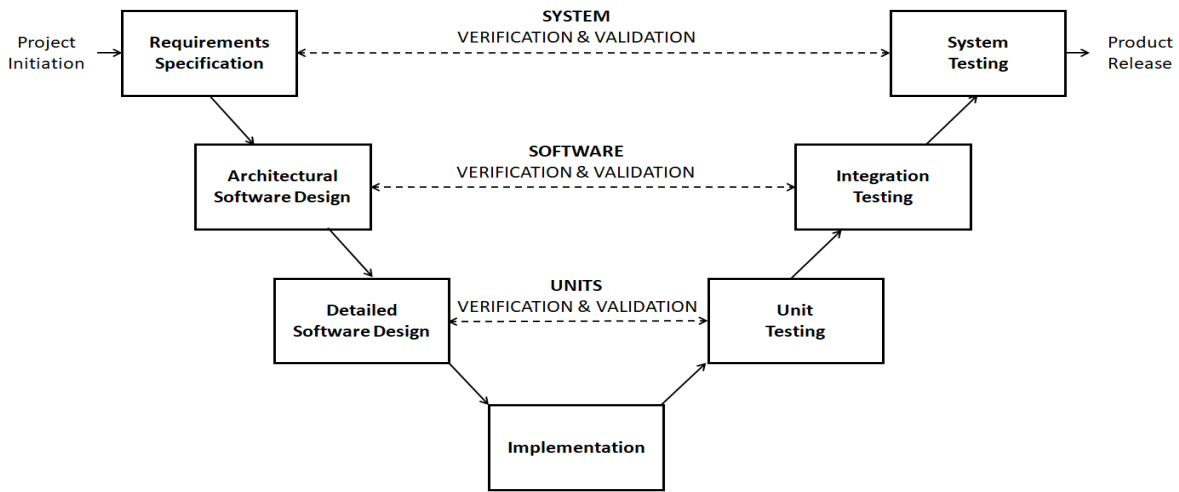 SYSTEM
VERIFICATION & VALIDATION
Project
Initiation
Requirements
Specification
System
Testing
Product
Release
SOFTWARE
VERIFICATION & VALIDATION
Architectural
Software Design
Integration
Testing
UNITS
VERIFICATION & VALIDATION
Detailed
Software Design
Unit
Testing
Implementation